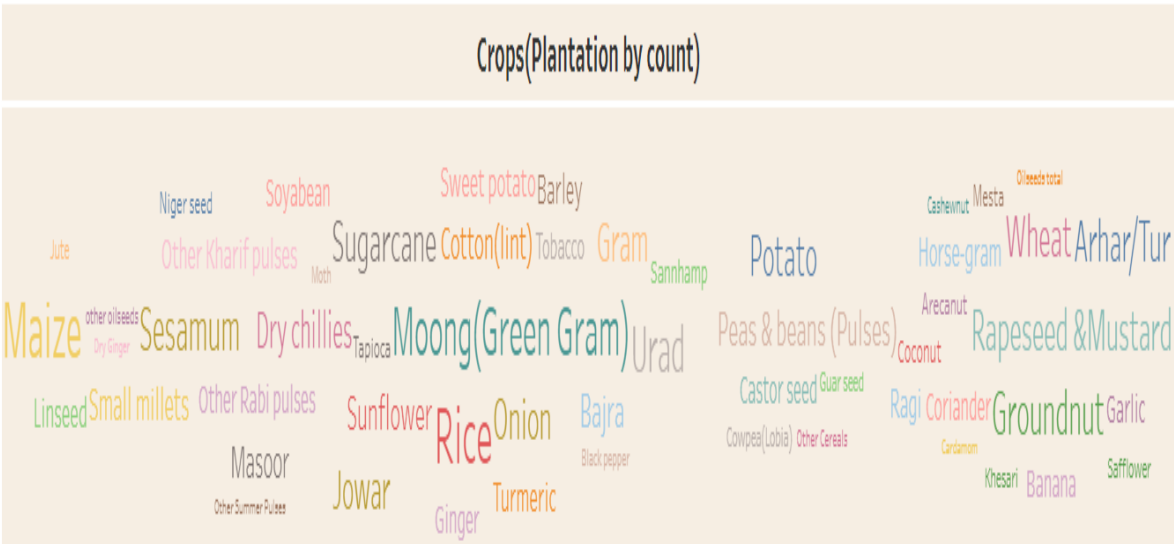 Crops(Plantation by count)
Oilseeds total
Sweet potato
Barley
Soyabean
Niger seed
Cashewnut
Mesta
Jute
Other Kharif pulses
Moth
Sugarcane
Cotton(lint)
Tobacco
Gram
Sannhamp
Potato
Horse-gram
Wheat
Arhar/Tur
Maize
other oilseeds
Dry Ginger
Sesamum
Dry chillies
Tapioca
Moong(Green Gram)
Urad
Peas & beans (Pulses)
Coconut
Arecanut
Rapeseed &Mustard
Linseed
Small millets
Other Rabi pulses
Sunflower
Rice
Onion
Bajra
Black pepper
Castor seed
Guar seed
Cowpea(Lobia)
Other Cereals
Ragi
Coriander
Groundnut
Garlic
Cardamom
Masoor
Other Summer Pulses
Jowar
Ginger
Turmeric
Khesari
Banana
Safflower